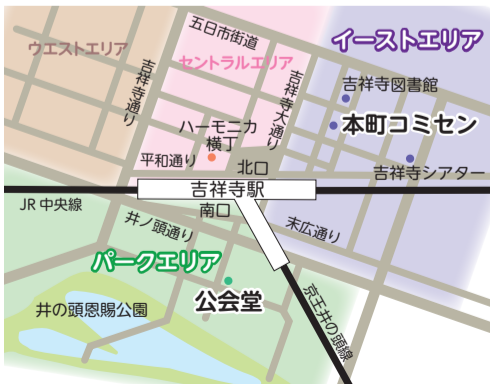 五日市街道
イーストエリア
ウエストエリア
セントラルエリア
吉祥寺通り
吉祥寺大通り
吉祥寺図書館
本町コミセン
ハーモニカ
横丁
平和通り
北口
吉祥寺シアター
吉祥寺駅
JR中央線
南口
井ノ頭通り
末広通り
パークエリア
公会堂
井の頭恩賜公園
京王井の頭線